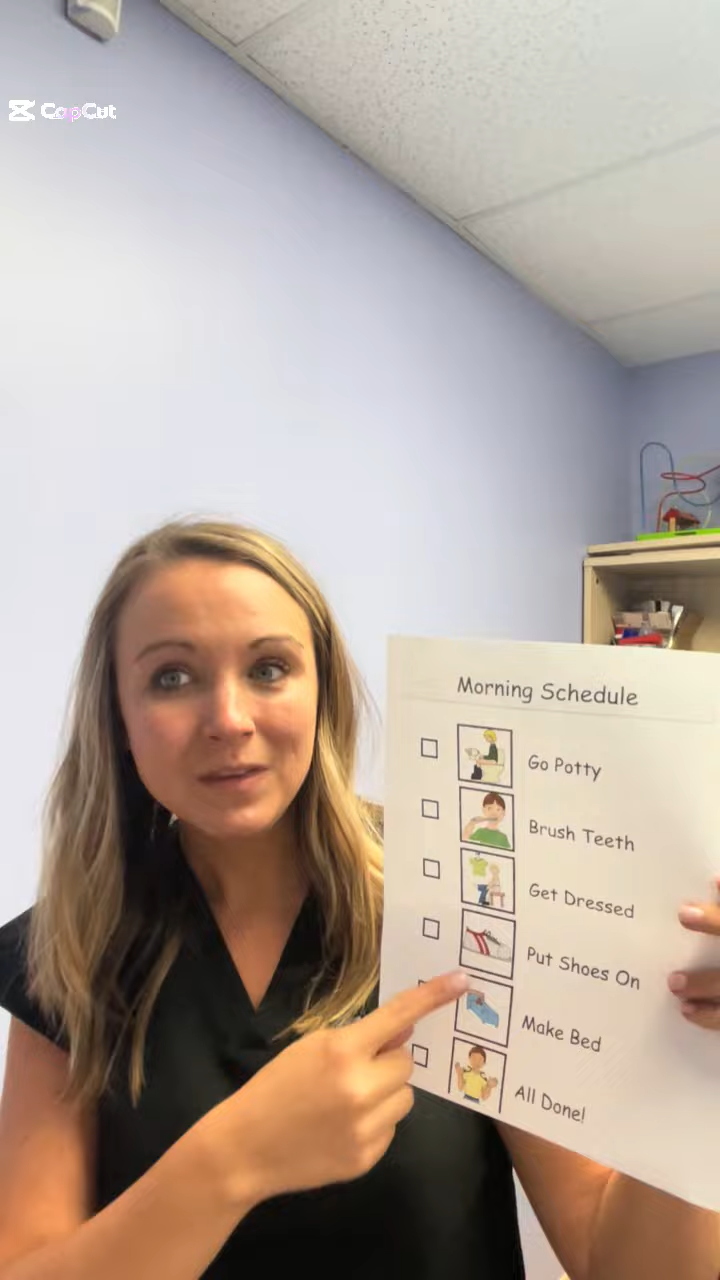 CapCut
Morning Schedule
Go Potty
Brush Teeth
Get Dressed
Put Shoes On
Make Bed
All Done!